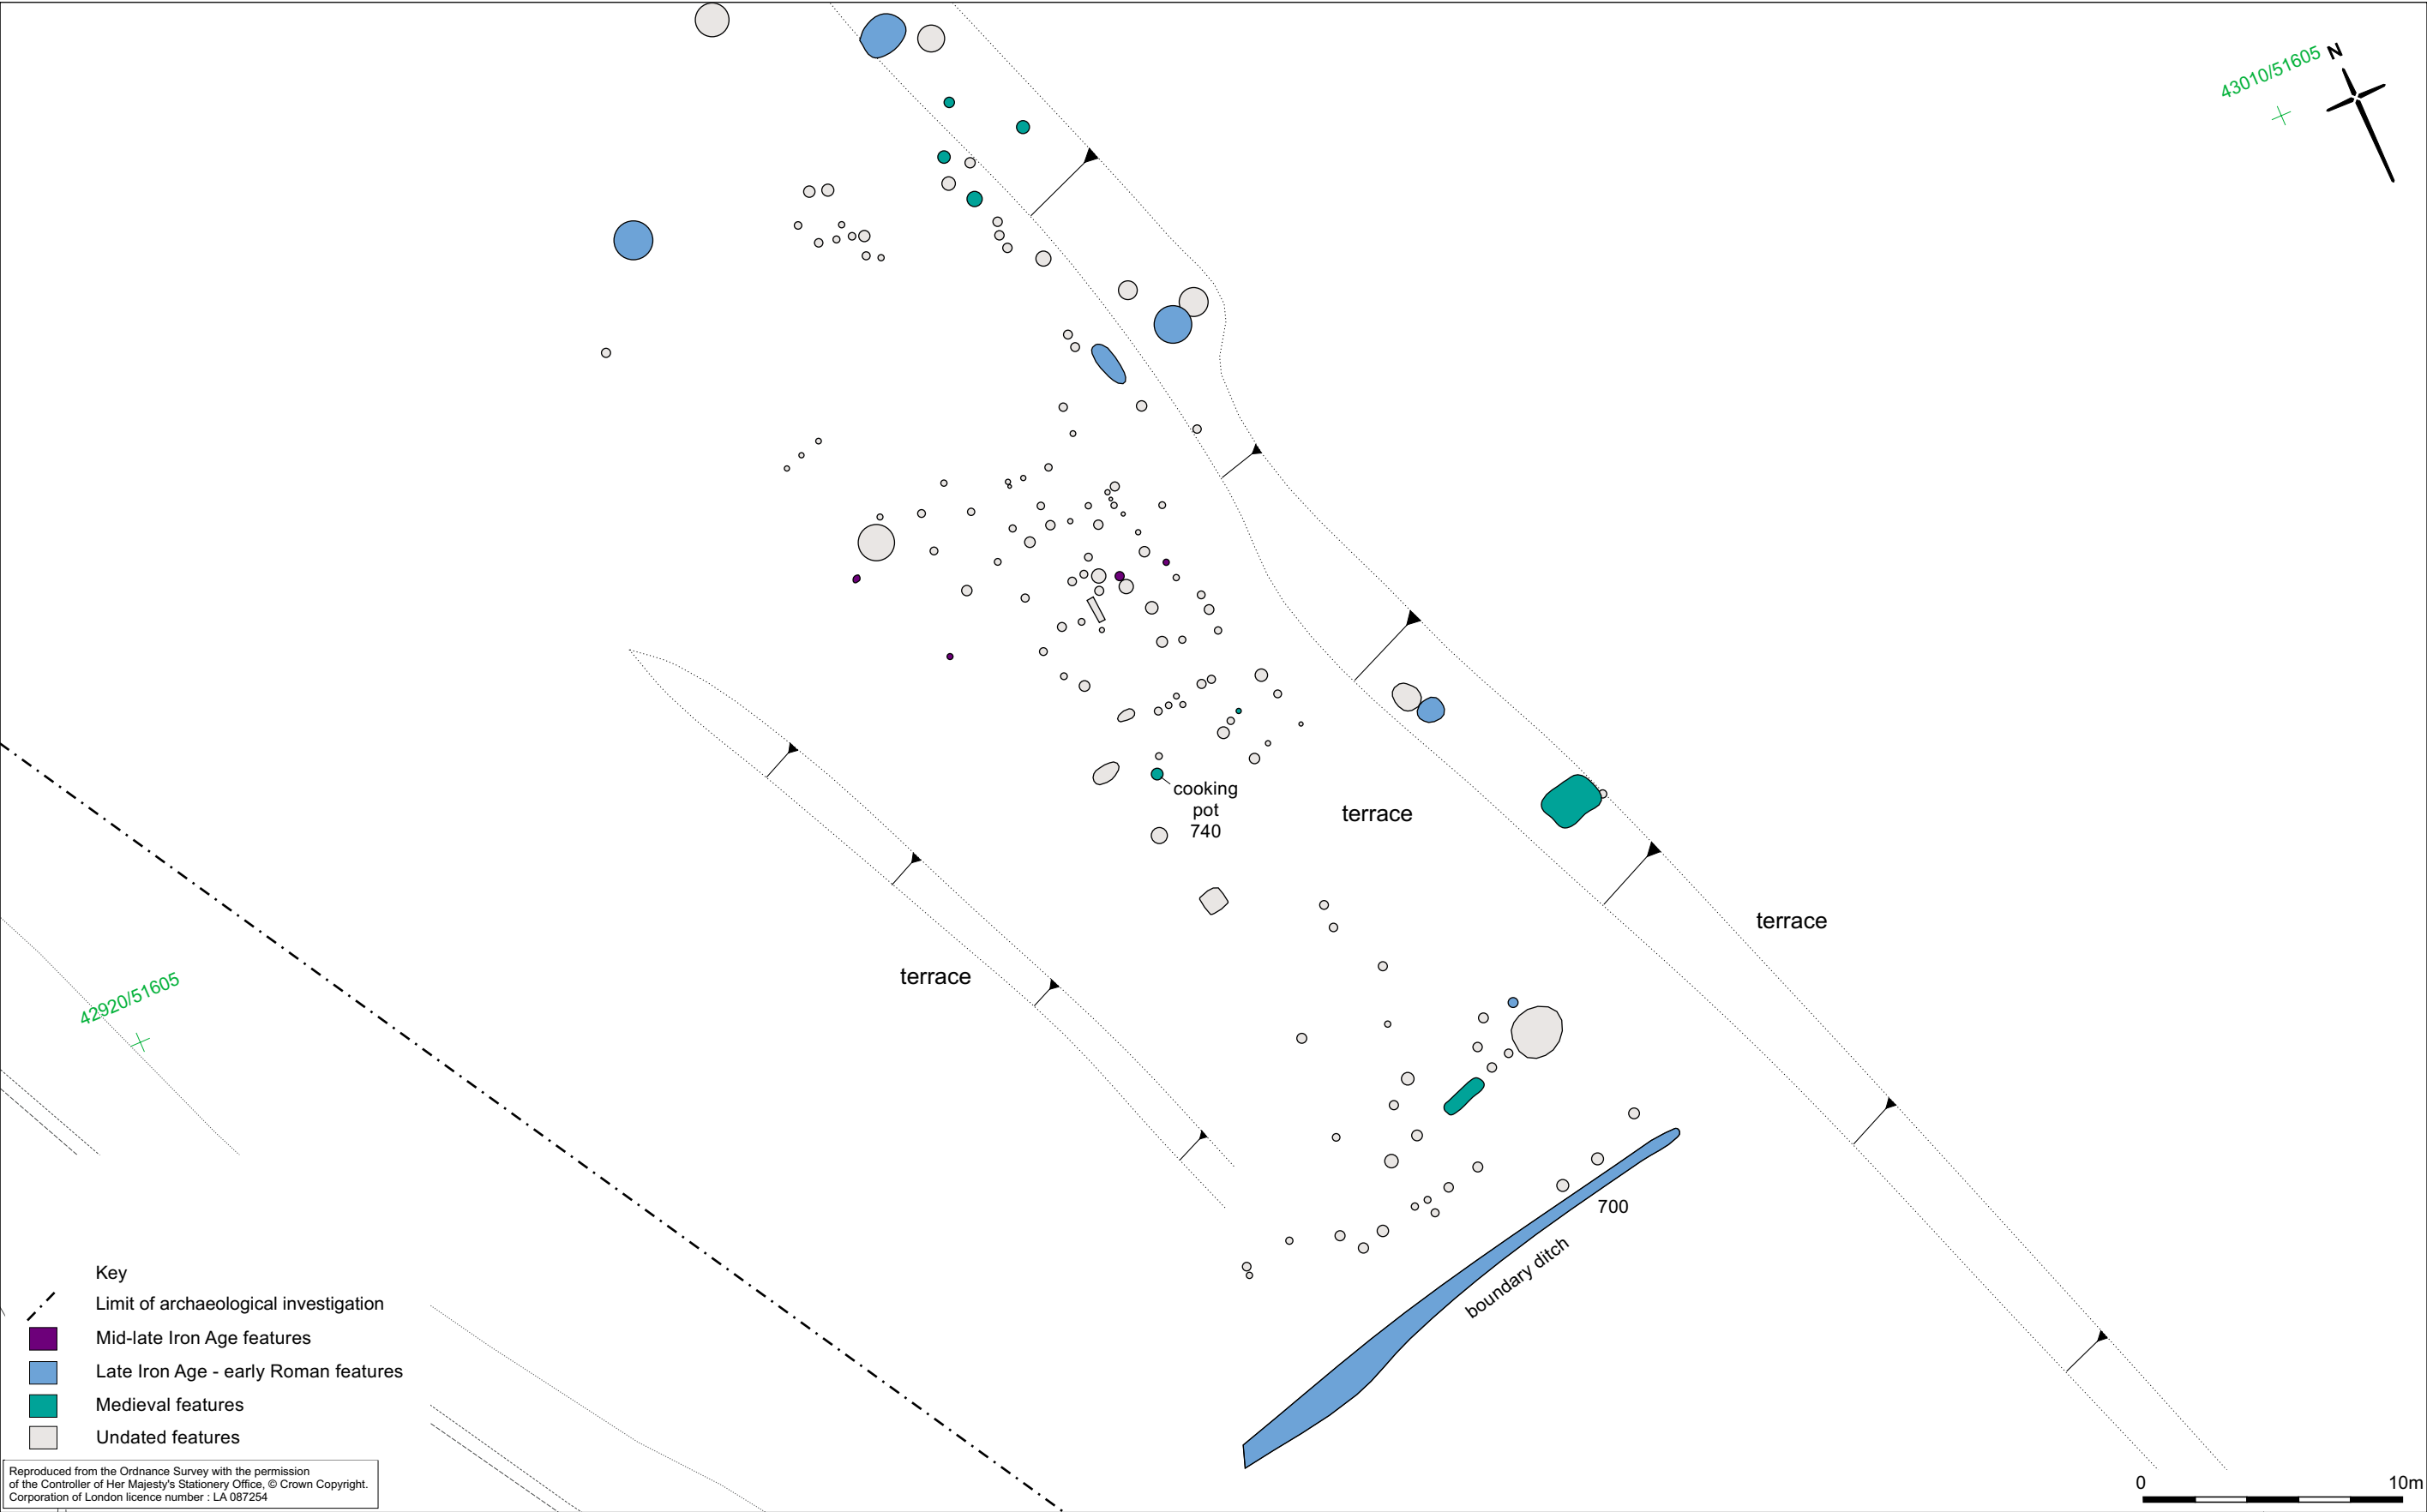 43010/51605
N
cooking
pot
740
terrace
terrace
terrace
42920/51605
700
boundary ditch
Key
Limit of archaeological investigation
Mid-late Iron Age features
Late Iron Age - early Roman features
Medieval features
Undated features
Reproduced from the Ordnance Survey with the permission
of the Controller of Her Majesty's Stationery Office, © Crown Copyright.
Corporation of London licence number : LA 087254
0 10m